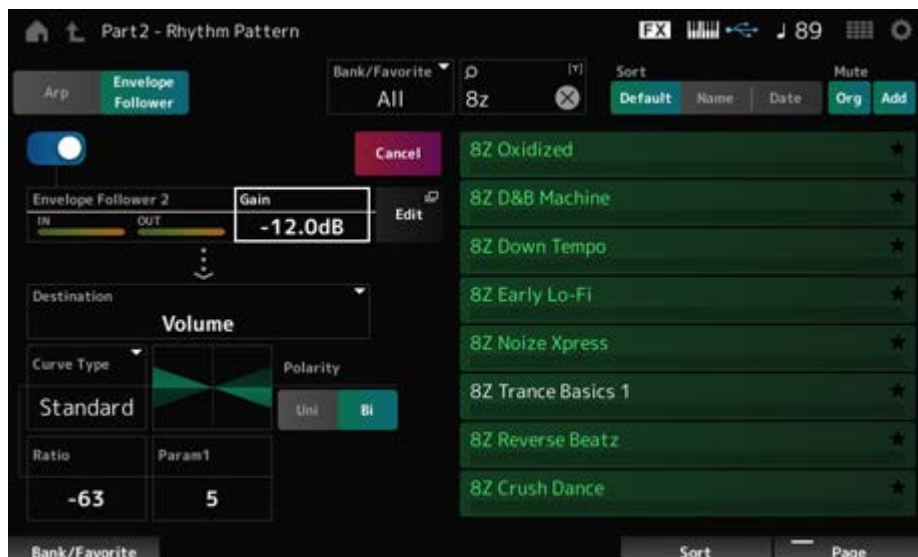 Part2 - Rhythm Pattern
FX
♩ 89
Arp
Envelope
Follower
Bank/Favorite
All
[Y]
8z
Sort
Default Name Date
Mute
Org Add
Cancel
Envelope Follower 2
IN OUT
Gain
-12.0dB
Edit
Destination
Volume
Curve Type
Standard
Polarity
Uni Bi
Ratio
-63
Param1
5
8Z Oxidized
8Z D&B Machine
8Z Down Tempo
8Z Early Lo-Fi
8Z Noize Xpress
8Z Trance Basics 1
8Z Reverse Beatz
8Z Crush Dance
Bank/Favorite
Sort
Page